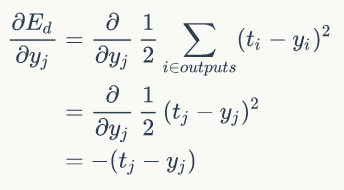 ∂E_d/∂y_j = ∂/∂y_j 1/2 ∑_{i∈outputs} (t_i − y_i)²
= ∂/∂y_j 1/2 (t_j − y_j)²
= −(t_j − y_j)